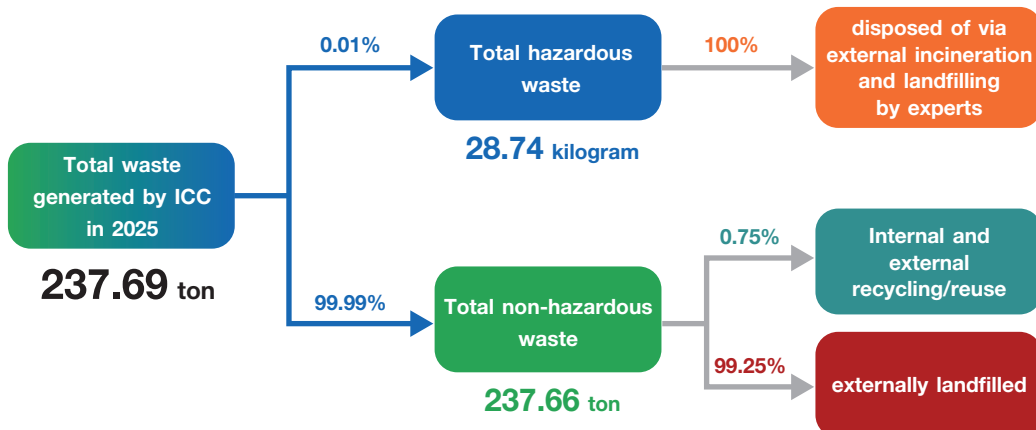 Total waste
generated by ICC
in 2025
237.69 ton
0.01%
Total hazardous
waste
28.74 kilogram
100%
disposed of via
external incineration
and landfilling
by experts
99.99%
Total non-hazardous
waste
237.66 ton
0.75%
Internal and
external
recycling/reuse
99.25%
externally landfilled